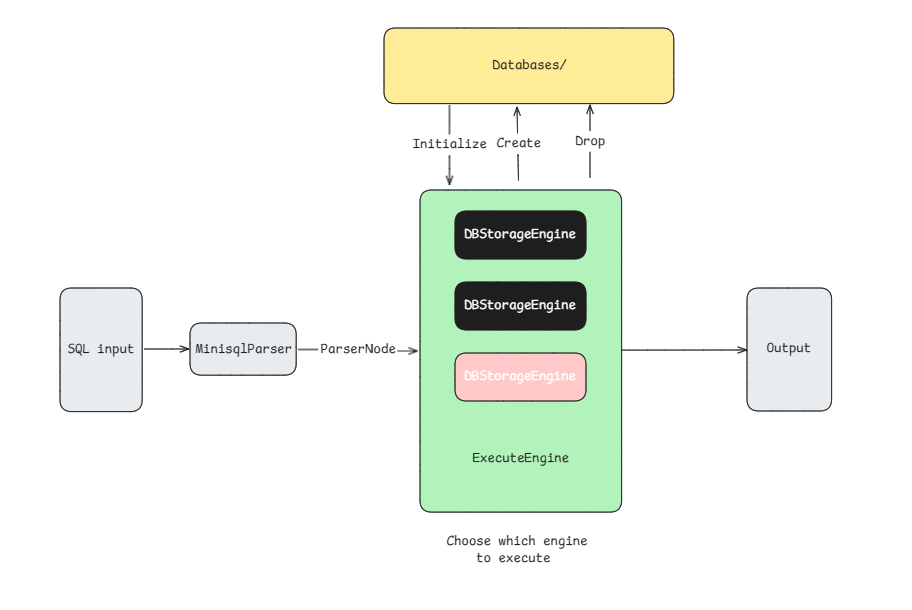 Databases/
Initialize
Create
Drop
DBStorageEngine
DBStorageEngine
DBStorageEngine
SQL input
MinisqlParser
ParserNode
Output
ExecuteEngine
Choose which engine
to execute